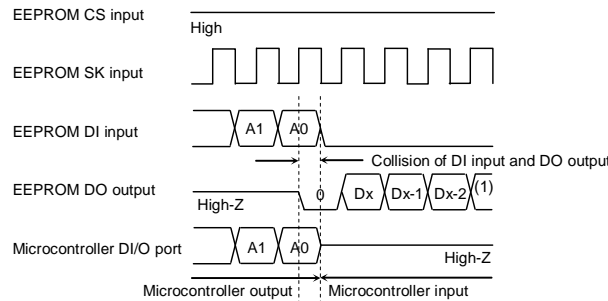 EEPROM CS input
High
EEPROM SK input
EEPROM DI input A1 A0
Collision of DI input and DO output
EEPROM DO output High-Z 0 Dx Dx-1 Dx-2 (1)
Microcontroller DI/O port A1 A0 High-Z
Microcontroller output Microcontroller input